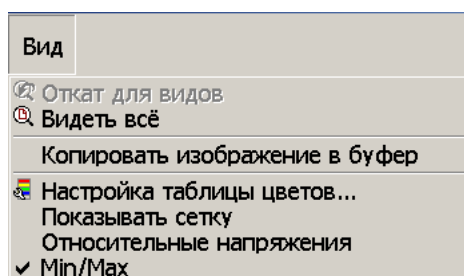 Вид
Откат для видов
Видеть всё
Копировать изображение в буфер
Настройка таблицы цветов...
Показывать сетку
Относительные напряжения
Min/Max